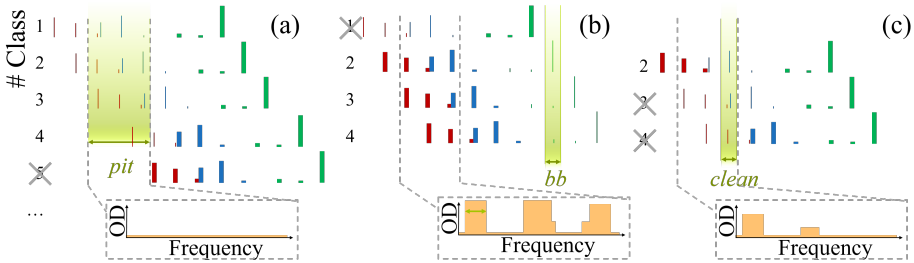 # Class
1
2
3
4
5
...
(a)
pit
OD
Frequency
1
2
3
4
(b)
bb
OD
Frequency
2
3
4
(c)
clean
OD
Frequency